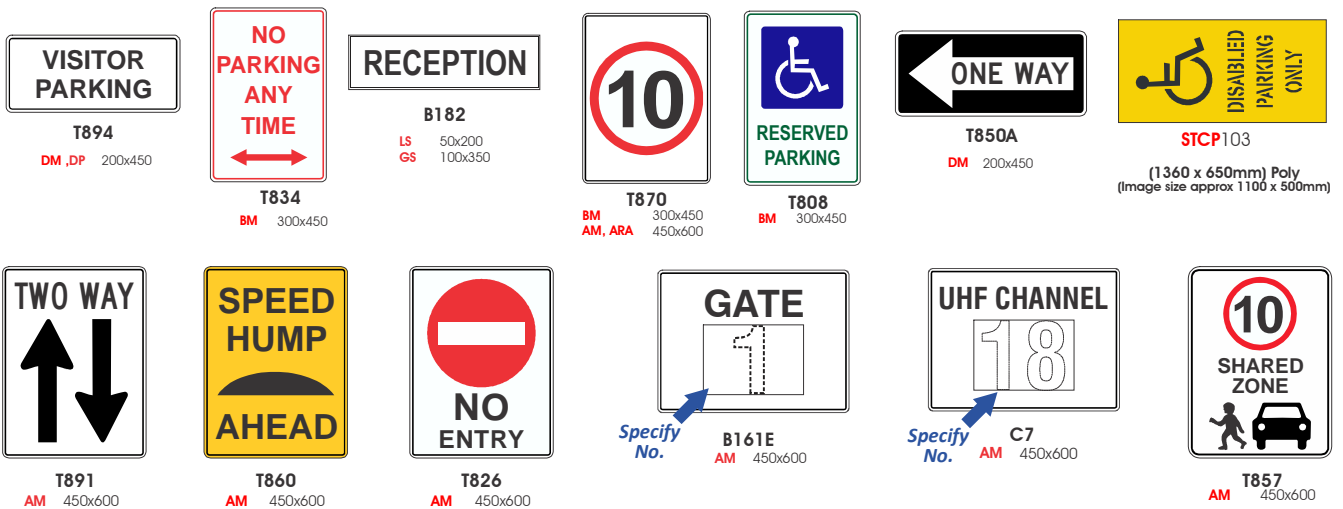 VISITOR
PARKING
T894
DM ,DP 200x450
NO
PARKING
ANY
TIME
T834
BM 300x450
RECEPTION
B182
LS 50x200
GS 100x350
10
T870
BM 300x450
AM, ARA 450x600
RESERVED
PARKING
T808
BM 300x450
ONE WAY
T850A
DM 200x450
DISABLED
PARKING
ONLY
STCP103
(1360 x 650mm) Poly
(Image size approx 1100 x 500mm)
TWO WAY
T891
AM 450x600
SPEED
HUMP
AHEAD
T860
AM 450x600
NO
ENTRY
T826
AM 450x600
GATE
1
Specify
No.
B161E
AM 450x600
UHF CHANNEL
18
Specify
No.
C7
AM 450x600
10
SHARED
ZONE
T857
AM 450x600